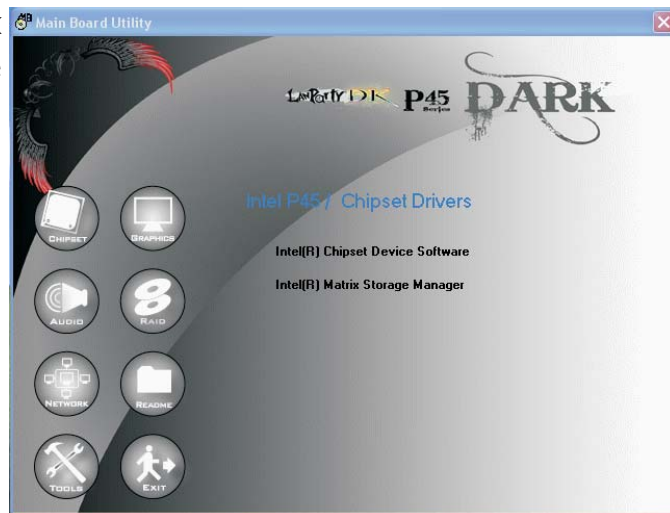 Main Board Utility
LanParty DK P45 Series DARK
Intel P45 / Chipset Drivers
Intel(R) Chipset Device Software
Intel(R) Matrix Storage Manager
CHIPSET GRAPHICS
AUDIO RAID
NETWORK README
TOOLS EXIT